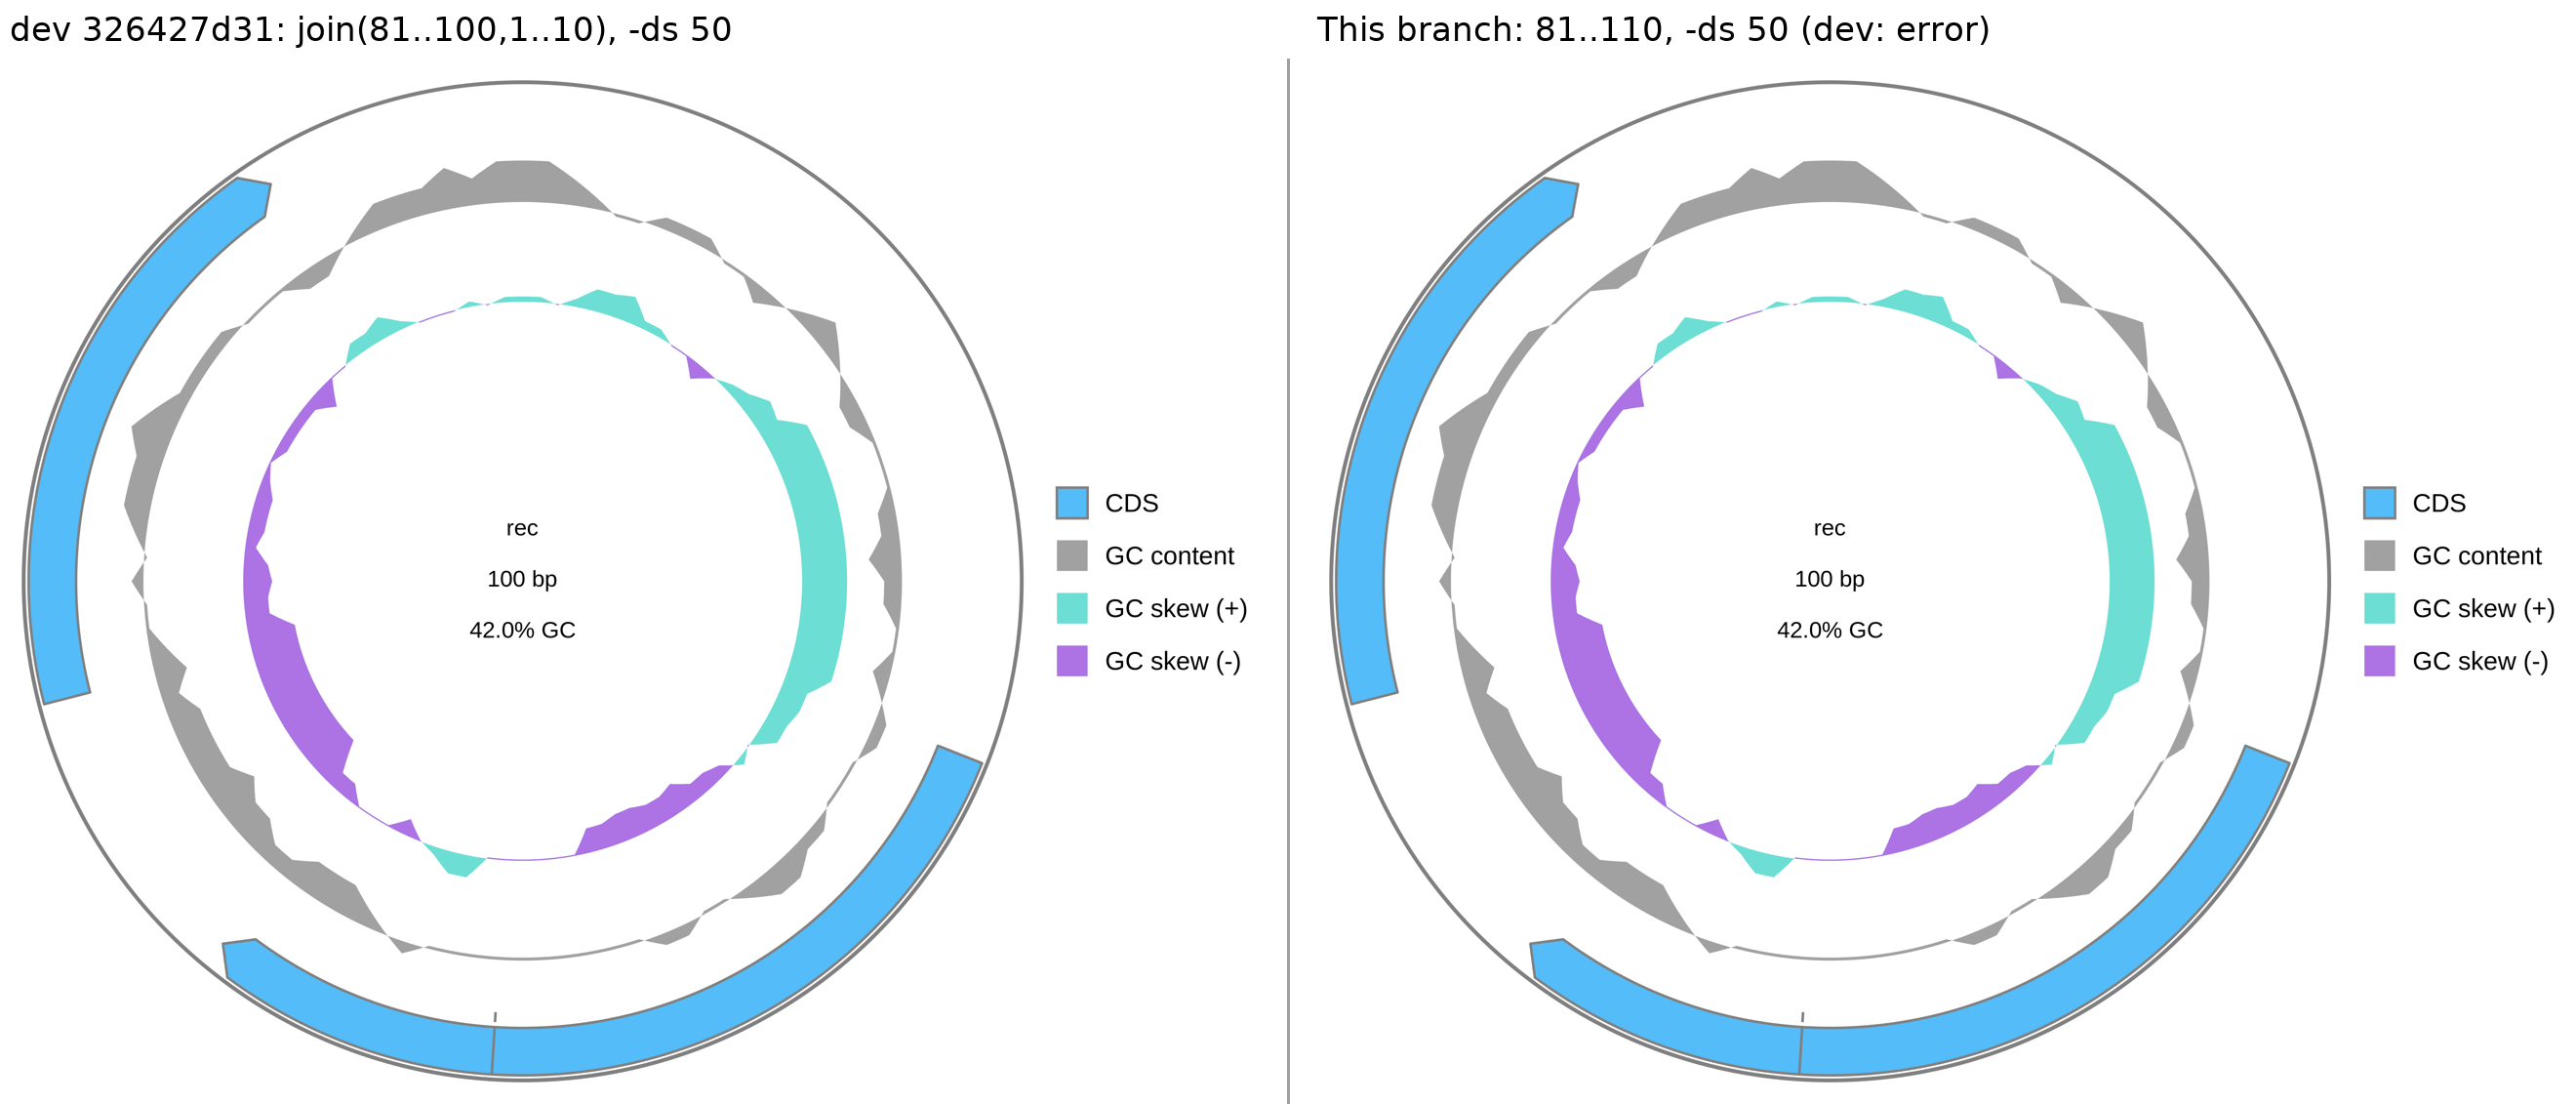 dev 326427d31: join(81..100,1..10), -ds 50
rec
100 bp
42.0% GC
CDS
GC content
GC skew (+)
GC skew (-)
This branch: 81..110, -ds 50 (dev: error)
rec
100 bp
42.0% GC
CDS
GC content
GC skew (+)
GC skew (-)